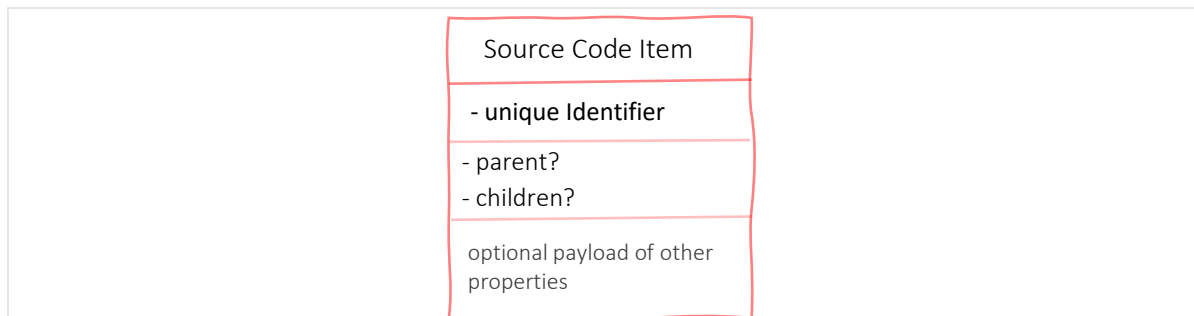 Source Code Item
- unique Identifier
- parent?
- children?
optional payload of other
properties